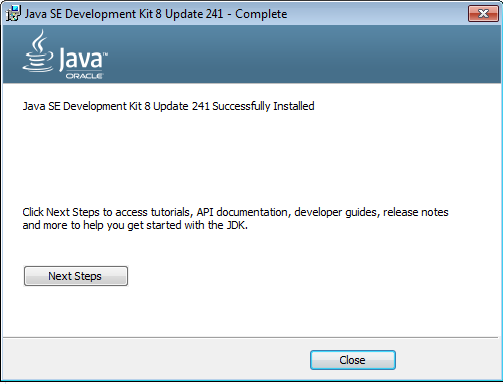 Java SE Development Kit 8 Update 241 - Complete
Java™
ORACLE
Java SE Development Kit 8 Update 241 Successfully Installed
Click Next Steps to access tutorials, API documentation, developer guides, release notes
and more to help you get started with the JDK.
Next Steps
Close